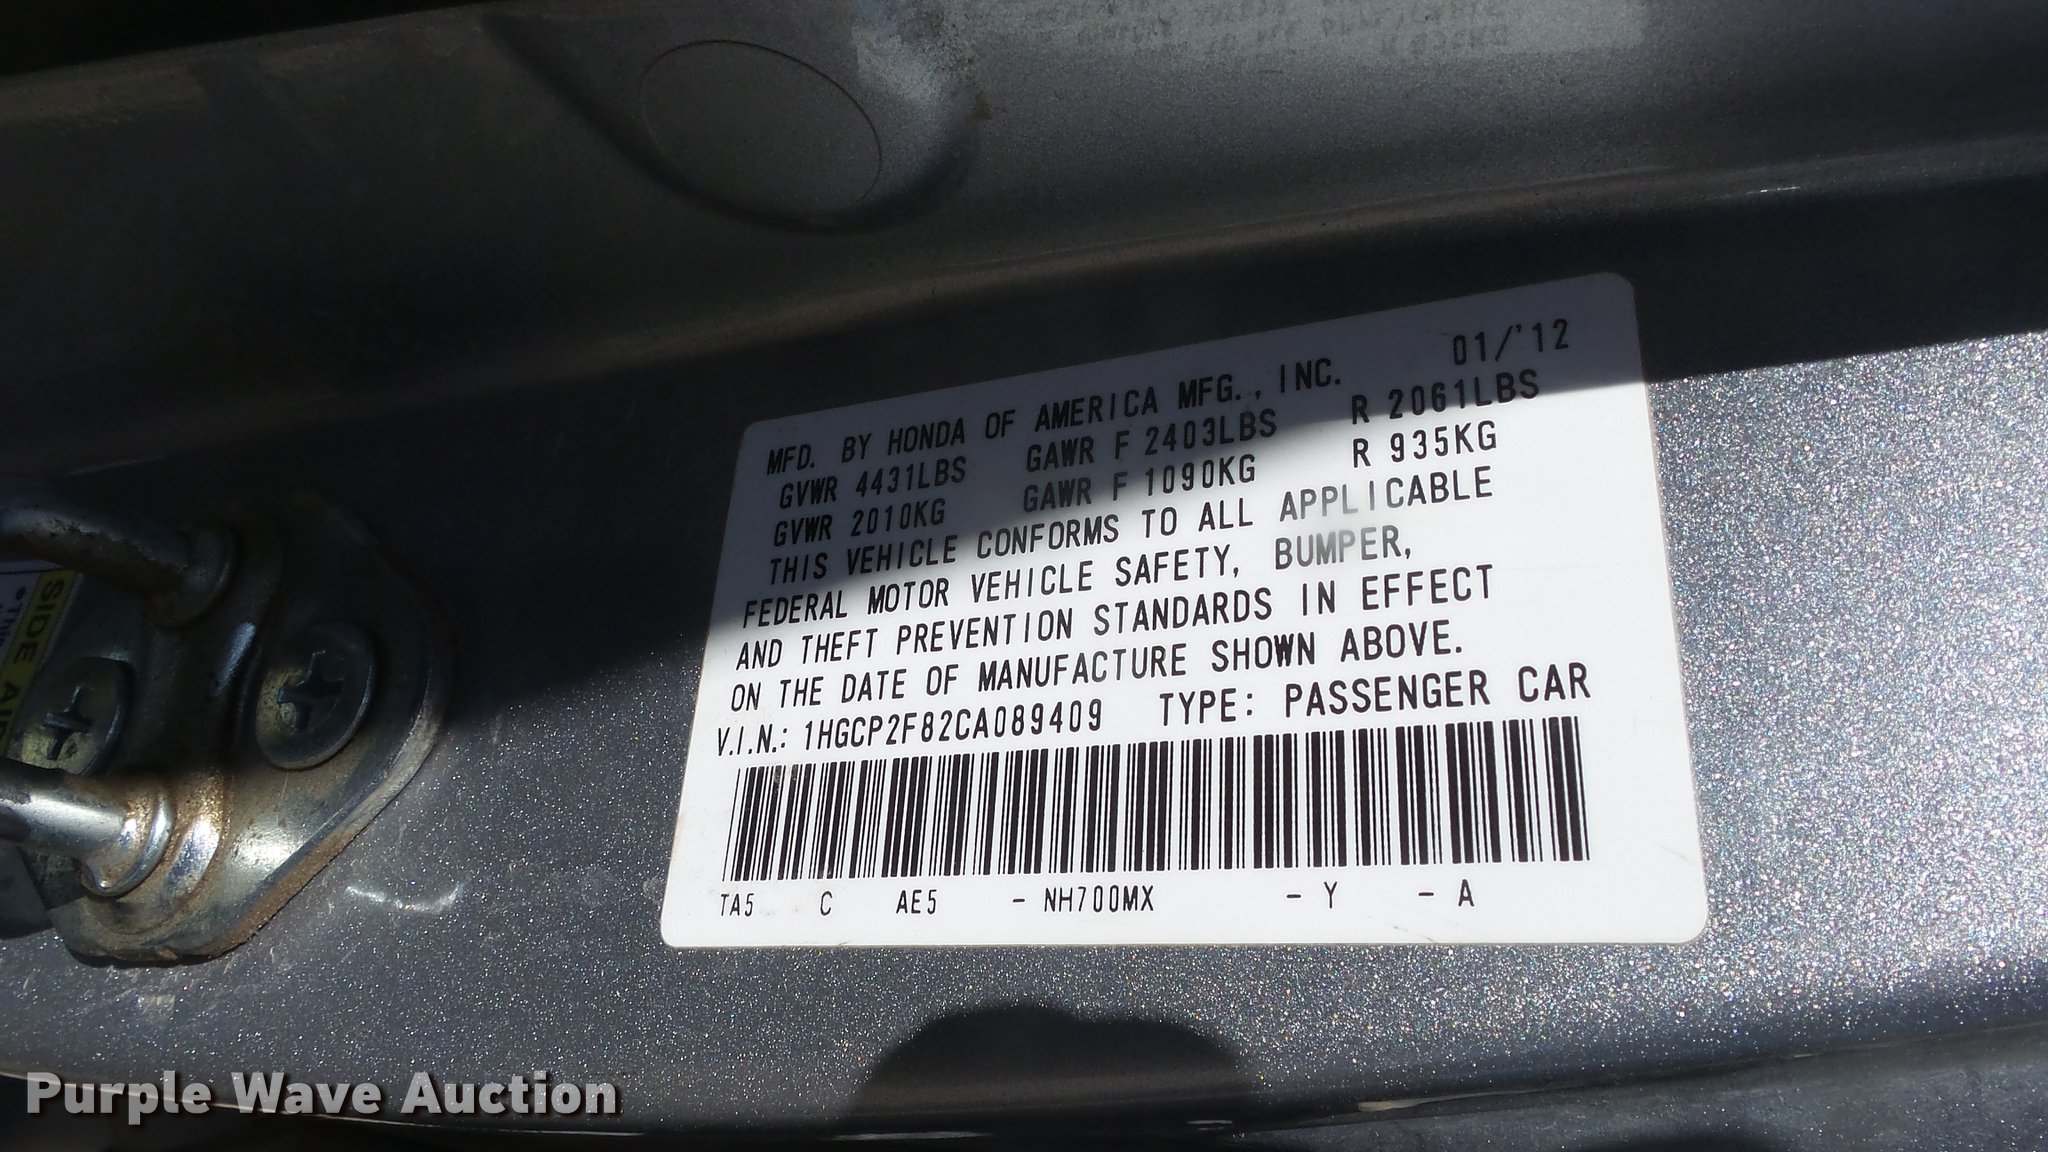 MFD. BY HONDA OF AMERICA MFG., INC. 01/'12
GVWR 4431LBS GAWR F 2403LBS R 2061LBS
GVWR 2010KG GAWR F 1090KG R 935KG
THIS VEHICLE CONFORMS TO ALL APPLICABLE
FEDERAL MOTOR VEHICLE SAFETY, BUMPER,
AND THEFT PREVENTION STANDARDS IN EFFECT
ON THE DATE OF MANUFACTURE SHOWN ABOVE.
V.I.N.: 1HGCP2F82CA089409 TYPE: PASSENGER CAR
TA5 C AE5 - NH700MX - Y - A
SIDE
Purple Wave Auction